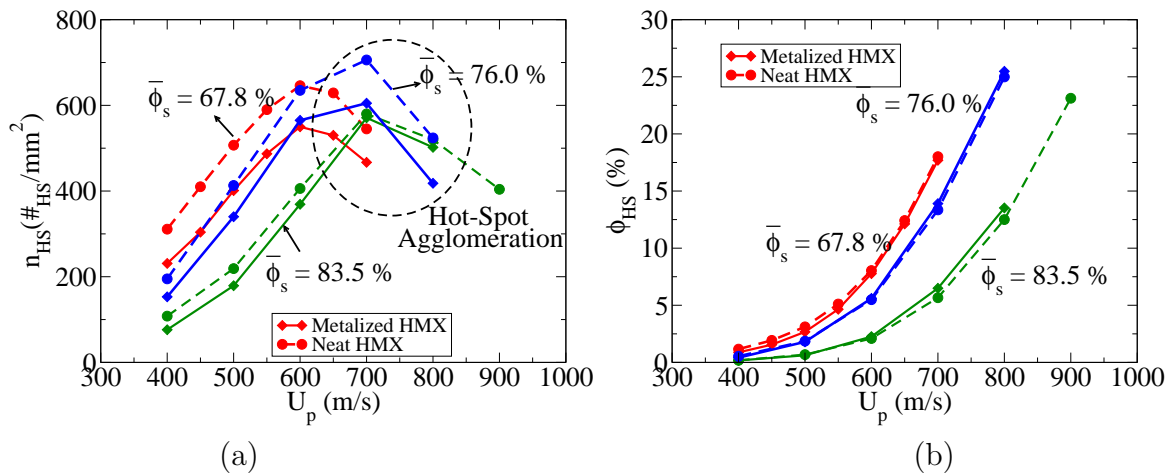 800
600
400
200
0
n_HS(#_HS/mm²)
300 400 500 600 700 800 900 1000
U_p (m/s)
ϕ̅_s = 67.8 %
ϕ̅_s = 76.0 %
Hot-Spot
Agglomeration
ϕ̅_s = 83.5 %
Metalized HMX
Neat HMX
(a)
30
25
20
15
10
5
0
ϕ_HS (%)
300 400 500 600 700 800 900 1000
U_p (m/s)
Metalized HMX
Neat HMX
ϕ̅_s = 76.0 %
ϕ̅_s = 67.8 %
ϕ̅_s = 83.5 %
(b)